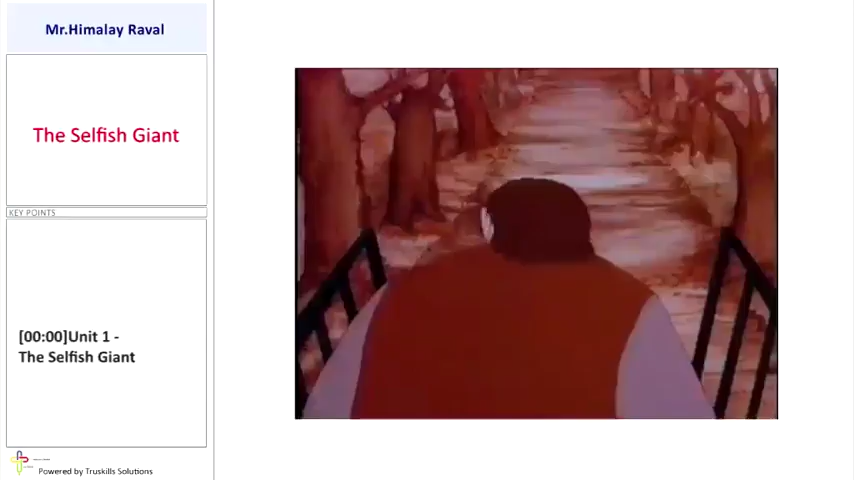 Mr.Himalay Raval
The Selfish Giant
KEY POINTS
[00:00]Unit 1 -
The Selfish Giant
Powered by Truskills Solutions